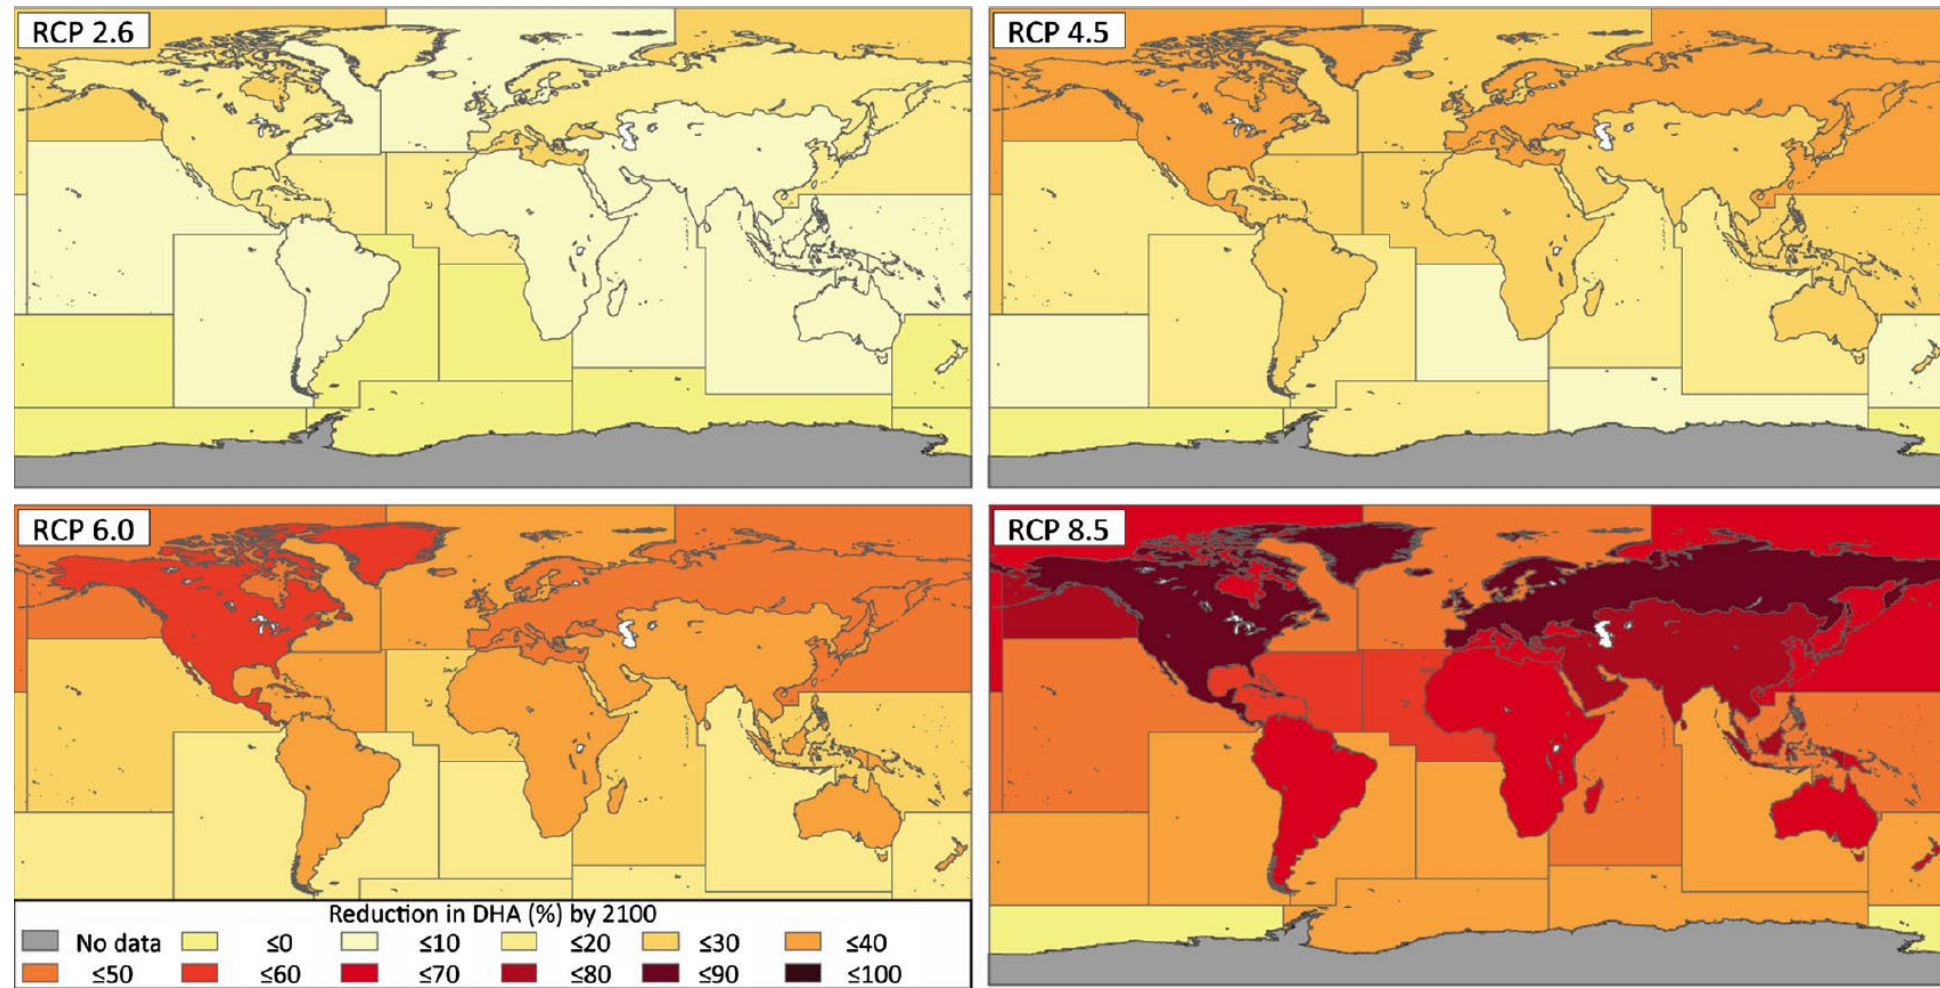 RCP 2.6
RCP 4.5
RCP 6.0
RCP 8.5
Reduction in DHA (%) by 2100
No data ≤0 ≤10 ≤20 ≤30 ≤40
≤50 ≤60 ≤70 ≤80 ≤90 ≤100